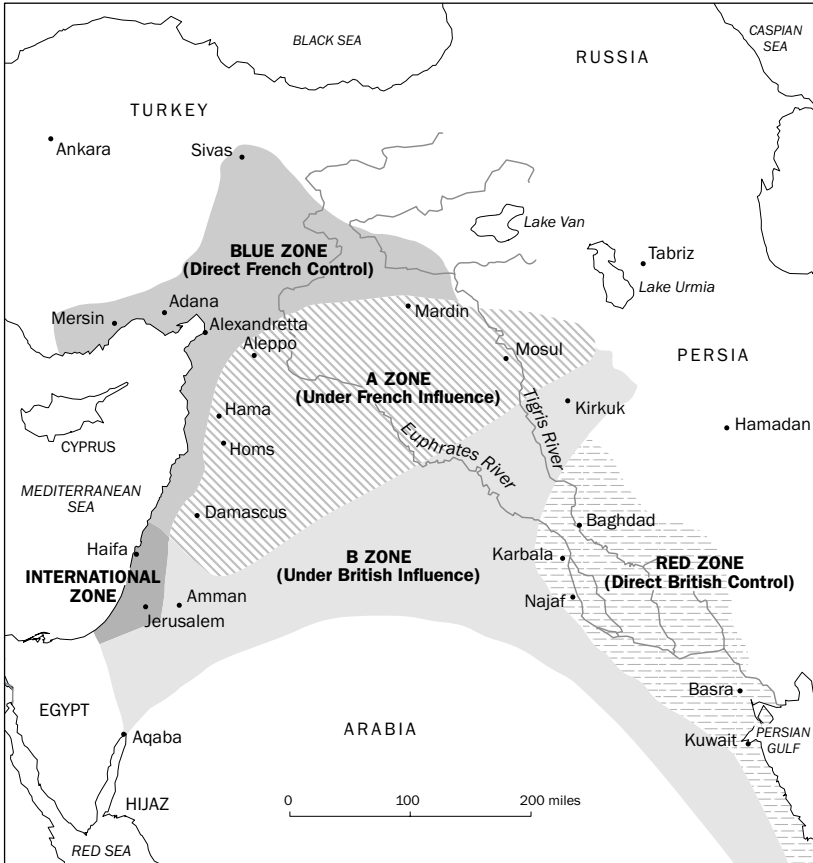 BLACK SEA
CASPIAN
SEA
RUSSIA
TURKEY
Ankara
Sivas
Lake Van
BLUE ZONE
(Direct French Control)
Tabriz
Lake Urmia
Adana
Mersin
Alexandretta
Mardin
Aleppo
Mosul
PERSIA
A ZONE
(Under French Influence)
Tigris River
Kirkuk
Hama
Hamadan
CYPRUS
Homs
Euphrates River
MEDITERRANEAN
SEA
Damascus
Baghdad
Haifa
Karbala
B ZONE
(Under British Influence)
RED ZONE
(Direct British Control)
INTERNATIONAL
ZONE
Amman
Najaf
Jerusalem
Basra
EGYPT
ARABIA
Kuwait
PERSIAN
GULF
Aqaba
HIJAZ
0 100 200 miles
RED SEA